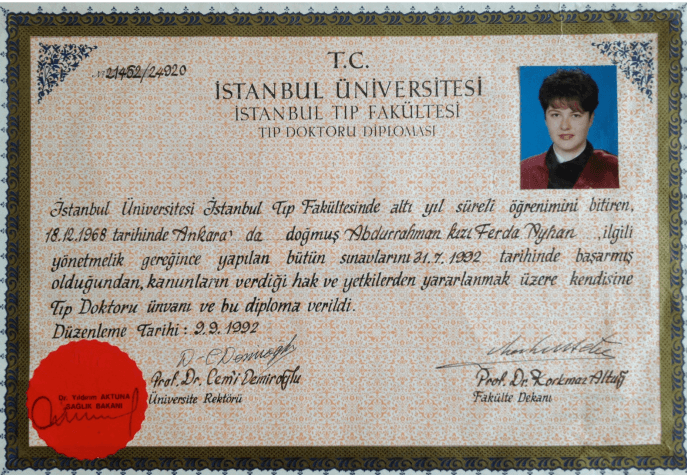 21452/24920
T.C.
İSTANBUL ÜNİVERSİTESİ
İSTANBUL TIP FAKÜLTESİ
TIP DOKTORU DİPLOMASI
İstanbul Üniversitesi İstanbul Tıp Fakültesinde altı yıl süreli öğrenimini bitiren,
18.12.1968 tarihinde Ankara' da doğmuş Abdurrahman kızı Ferda Ayhan , ilgili
yönetmelik gereğince yapılan bütün sınavlarını 31.7.1992 tarihinde başarmış
olduğundan, kanunların verdiği hak ve yetkilerden yararlanmak üzere kendisine
Tıp Doktoru ünvanı ve bu diploma verildi.
Düzenleme Tarihi : 9.9.1992
Prof. Dr. Cem'i Demiroğlu
Üniversite Rektörü
Prof. Dr. Korkmaz Altuğ
Fakülte Dekanı
Dr. Yıldırım AKTUNA
SAĞLIK BAKANI